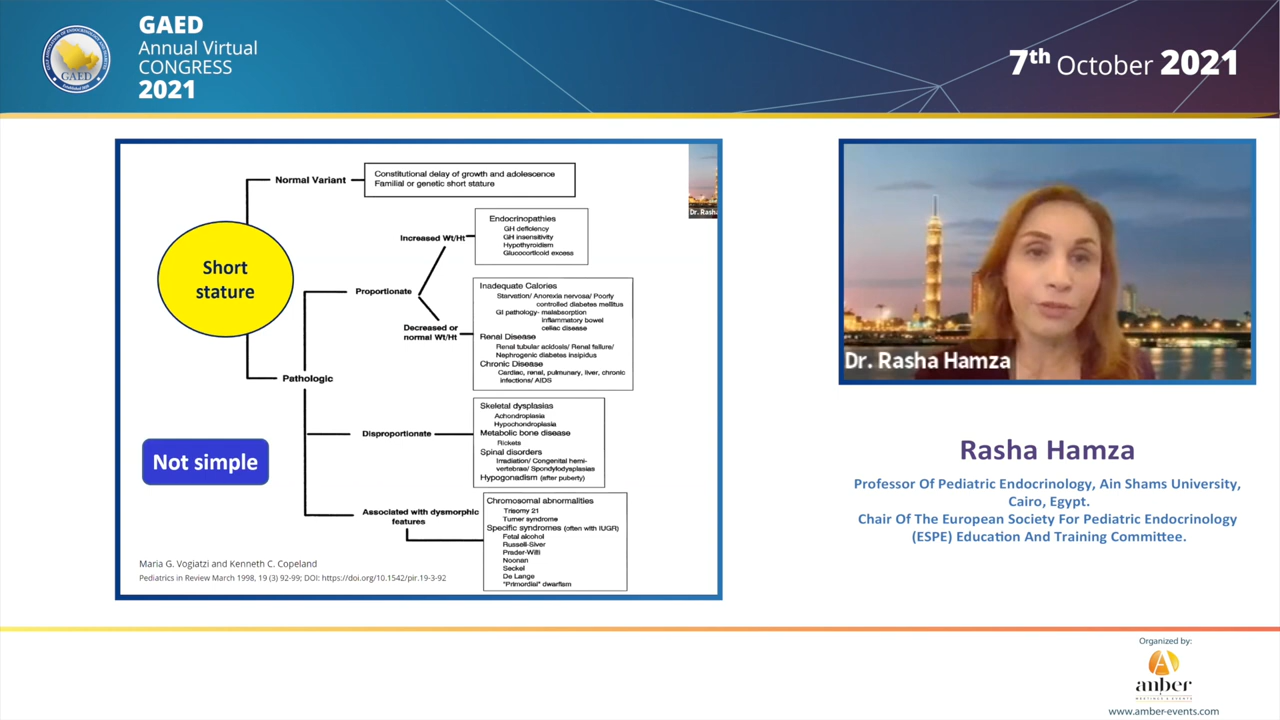 GAED
Annual Virtual
CONGRESS
2021
GAED
7th October 2021
Normal Variant
Constitutional delay of growth and adolescence
Familial or genetic short stature
Short
stature
Increased Wt/Ht
Endocrinopathies
GH deficiency
GH insensitivity
Hypothyroidism
Glucocorticoid excess
Proportionate
Decreased or
normal Wt/Ht
Inadequate Calories
Starvation/ Anorexia nervosa/ Poorly
controlled diabetes mellitus
GI pathology- malabsorption
inflammatory bowel
celiac disease
Renal Disease
Renal tubular acidosis/ Renal failure/
Nephrogenic diabetes insipidus
Chronic Disease
Cardiac, renal, pulmonary, liver, chronic
infections/ AIDS
Pathologic
Disproportionate
Skeletal dysplasias
Achondroplasia
Hypochondroplasia
Metabolic bone disease
Rickets
Spinal disorders
Irradiation/ Congenital hemi-
vertebrae/ Spondylodysplasias
Hypogonadism (after puberty)
Not simple
Associated with dysmorphic
features
Chromosomal abnormalities
Trisomy 21
Turner syndrome
Specific syndromes (often with IUGR)
Fetal alcohol
Russell-Silver
Prader-Willi
Noonan
Seckel
De Lange
"Primordial" dwarfism
Maria G. Vogiatzi and Kenneth C. Copeland
Pediatrics in Review March 1998, 19 (3) 92-99; DOI: https://doi.org/10.1542/pir.19-3-92
Dr. Rasha
Dr. Rasha Hamza
Rasha Hamza
Professor Of Pediatric Endocrinology, Ain Shams University,
Cairo, Egypt.
Chair Of The European Society For Pediatric Endocrinology
(ESPE) Education And Training Committee.
Organized by:
anber
www.amber-events.com